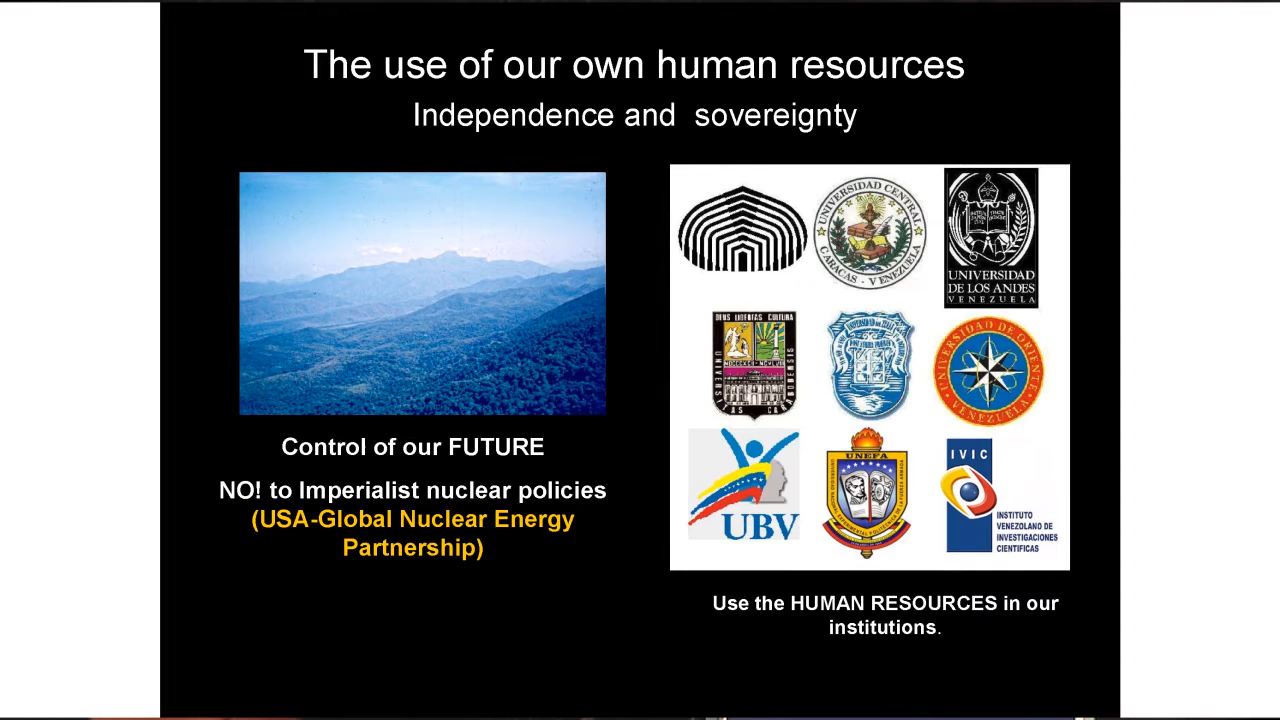 The use of our own human resources
Independence and  sovereignty
Control of our FUTURE
NO! to Imperialist nuclear policies
(USA-Global Nuclear Energy
Partnership)
UNIVERSIDAD CENTRAL
CARACAS - VENEZUELA
UNIVERSIDAD
DE LOS ANDES
VENEZUELA
DEUS LIBERTAS CULTURA
UNIVERSITAS CARABOBENSIS
UNIVERSIDAD DE ORIENTE
VENEZUELA
UBV
UNEFA
IVIC
INSTITUTO
VENEZOLANO DE
INVESTIGACIONES
CIENTIFICAS
Use the HUMAN RESOURCES in our
institutions.